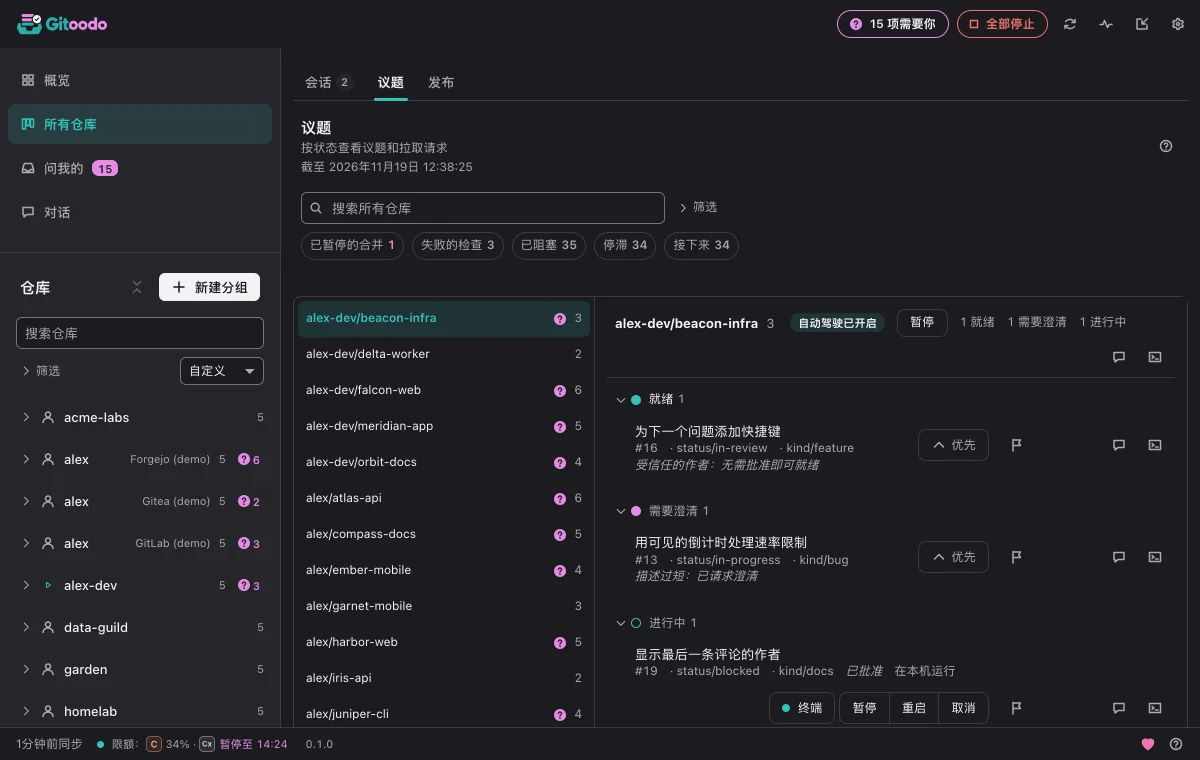 Gitoodo
? 15 项需要你
全部停止
概览
所有仓库
问我的 15
对话
仓库
新建分组
搜索仓库
筛选
自定义
acme-labs 5
alex Forgejo (demo) 5 ? 6
alex Gitea (demo) 5 ? 2
alex GitLab (demo) 5 ? 3
alex-dev 5 ? 3
data-guild 5
garden 5
homelab 5
会话 2 议题 发布
议题
按状态查看议题和拉取请求
截至 2026年11月19日 12:38:25
搜索所有仓库
筛选
已暂停的合并 1 失败的检查 3 已阻塞 35 停滞 34 接下来 34
alex-dev/beacon-infra ? 3
alex-dev/delta-worker 2
alex-dev/falcon-web ? 6
alex-dev/meridian-app ? 5
alex-dev/orbit-docs ? 4
alex/atlas-api ? 6
alex/compass-docs ? 5
alex/ember-mobile ? 4
alex/garnet-mobile 3
alex/harbor-web ? 5
alex/iris-api 2
alex/juniper-cli ? 4
alex-dev/beacon-infra 3 自动驾驶已开启 暂停 1 就绪 1 需要澄清 1 进行中
就绪 1
为下一个问题添加快捷键
#16 · status/in-review · kind/feature
受信任的作者：无需批准即可就绪
优先
需要澄清 1
用可见的倒计时处理速率限制
#13 · status/in-progress · kind/bug
描述过短：已请求澄清
优先
进行中 1
显示最后一条评论的作者
#19 · status/blocked · kind/docs 已批准 在本机运行
终端 暂停 重启 取消
1分钟前同步 限额: C 34% · Cx 暂停至 14:24 0.1.0